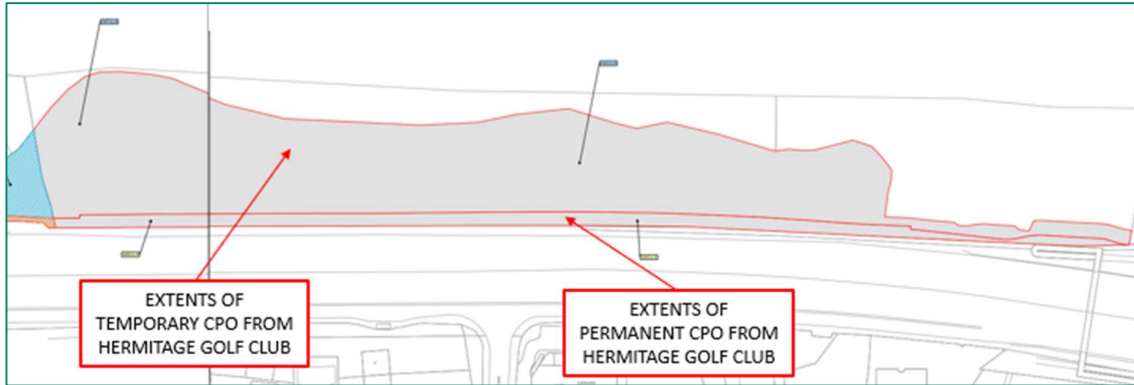 EXTENTS OF
TEMPORARY CPO FROM
HERMITAGE GOLF CLUB
EXTENTS OF
PERMANENT CPO FROM
HERMITAGE GOLF CLUB